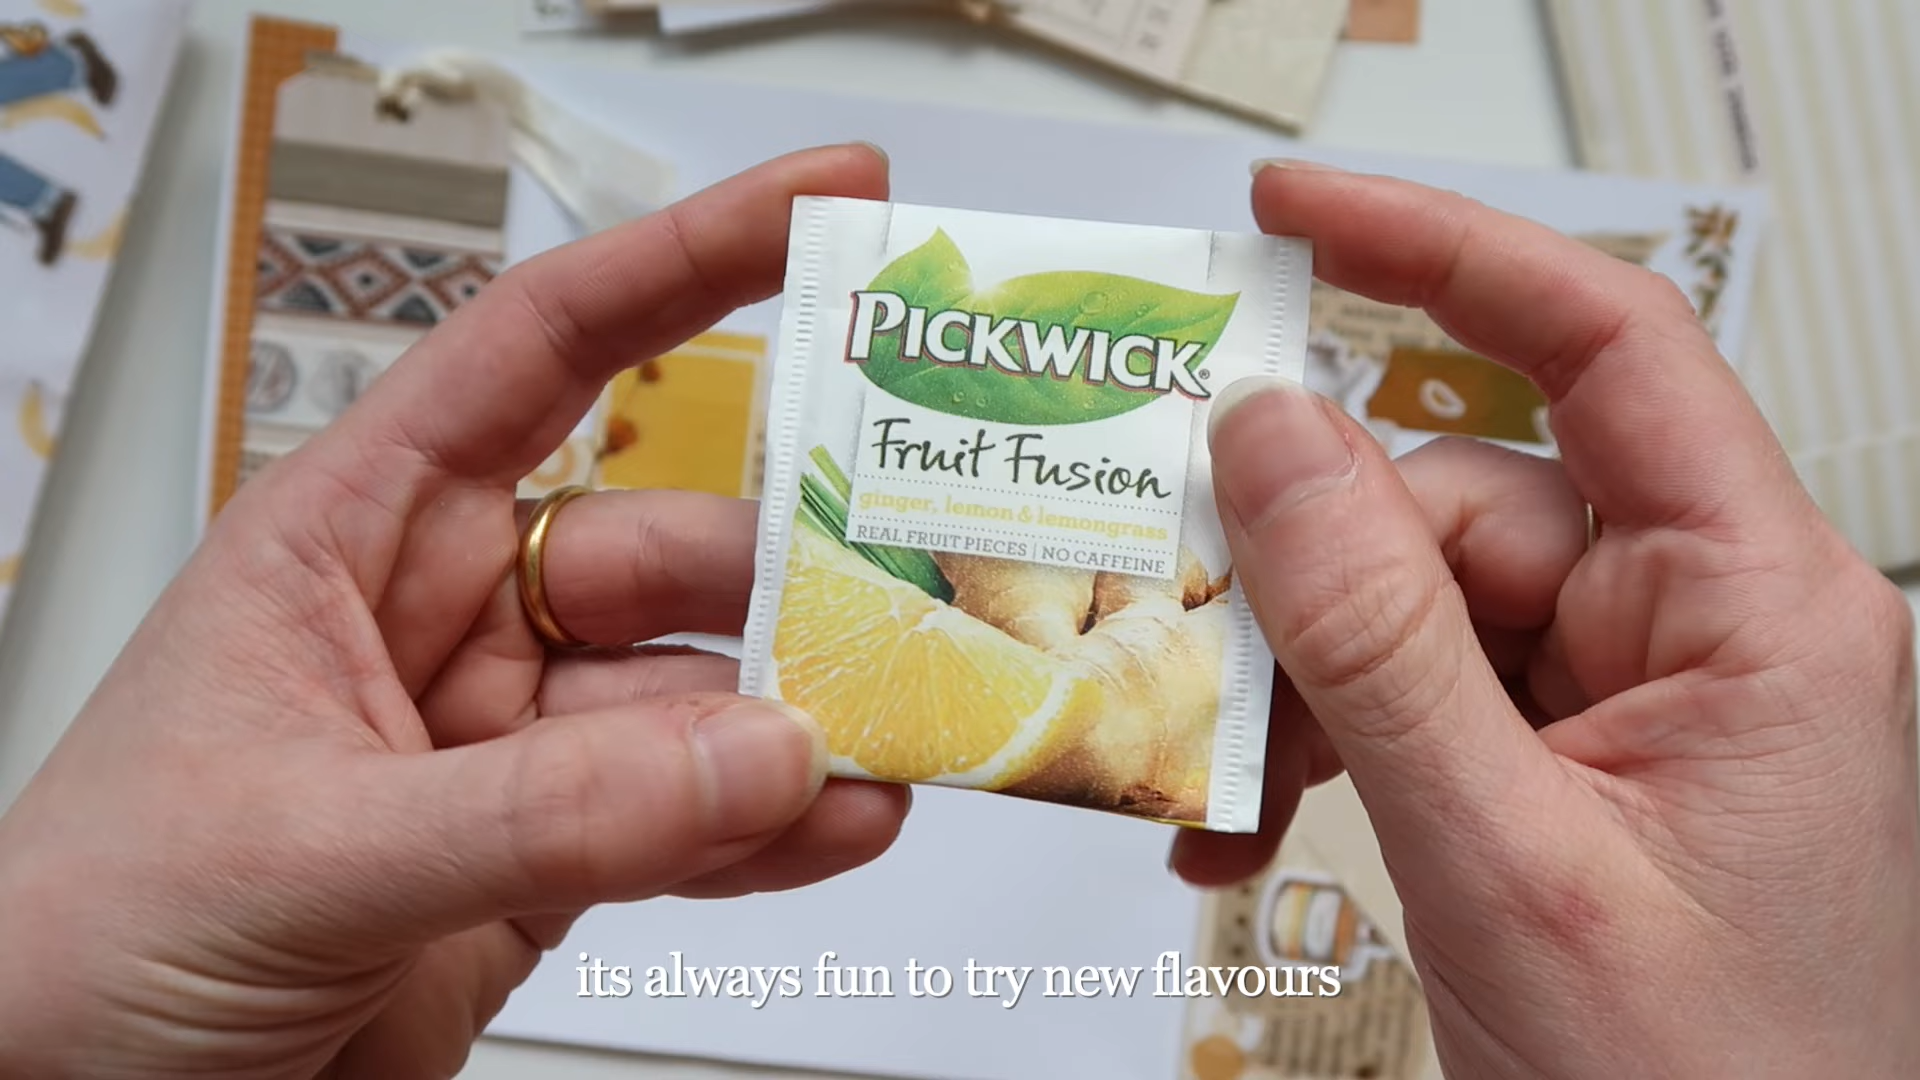 PICKWICK®
Fruit Fusion
ginger, lemon & lemongrass
REAL FRUIT PIECES | NO CAFFEINE
its always fun to try new flavours